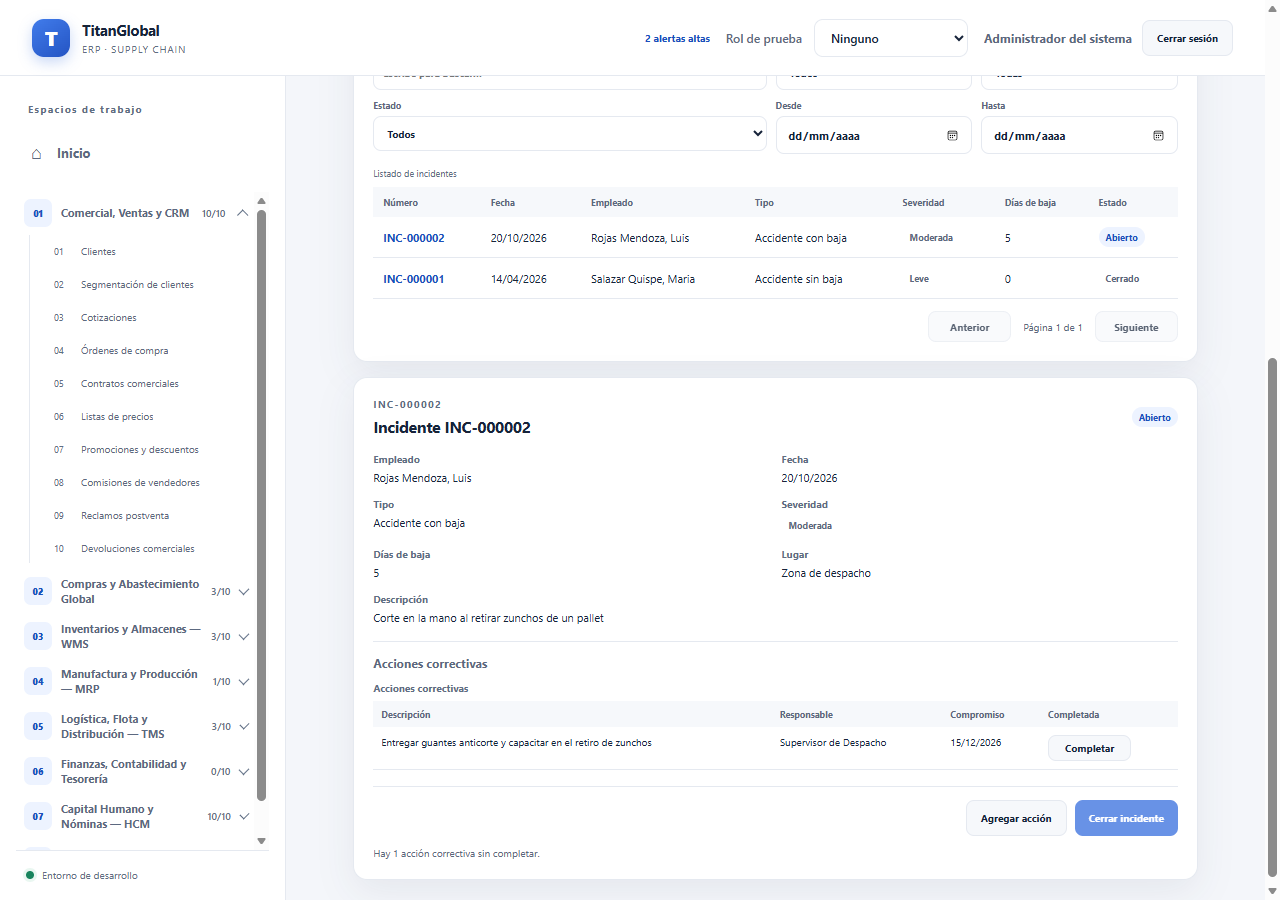 T
TitanGlobal
ERP · SUPPLY CHAIN
2 alertas altas
Rol de prueba
Ninguno
Administrador del sistema
Cerrar sesión
Espacios de trabajo
Inicio
01 Comercial, Ventas y CRM 10/10
01 Clientes
02 Segmentación de clientes
03 Cotizaciones
04 Órdenes de compra
05 Contratos comerciales
06 Listas de precios
07 Promociones y descuentos
08 Comisiones de vendedores
09 Reclamos postventa
10 Devoluciones comerciales
02 Compras y Abastecimiento Global 3/10
03 Inventarios y Almacenes — WMS 3/10
04 Manufactura y Producción — MRP 1/10
05 Logística, Flota y Distribución — TMS 3/10
06 Finanzas, Contabilidad y Tesorería 0/10
07 Capital Humano y Nóminas — HCM 10/10
Entorno de desarrollo
Estado Desde Hasta
Todos dd/mm/aaaa dd/mm/aaaa
Listado de incidentes
Número Fecha Empleado Tipo Severidad Días de baja Estado
INC-000002 20/10/2026 Rojas Mendoza, Luis Accidente con baja Moderada 5 Abierto
INC-000001 14/04/2026 Salazar Quispe, Maria Accidente sin baja Leve 0 Cerrado
Anterior Página 1 de 1 Siguiente
INC-000002
Incidente INC-000002
Abierto
Empleado Fecha
Rojas Mendoza, Luis 20/10/2026
Tipo Severidad
Accidente con baja Moderada
Días de baja Lugar
5 Zona de despacho
Descripción
Corte en la mano al retirar zunchos de un pallet
Acciones correctivas
Acciones correctivas
Descripción Responsable Compromiso Completada
Entregar guantes anticorte y capacitar en el retiro de zunchos Supervisor de Despacho 15/12/2026 Completar
Agregar acción Cerrar incidente
Hay 1 acción correctiva sin completar.